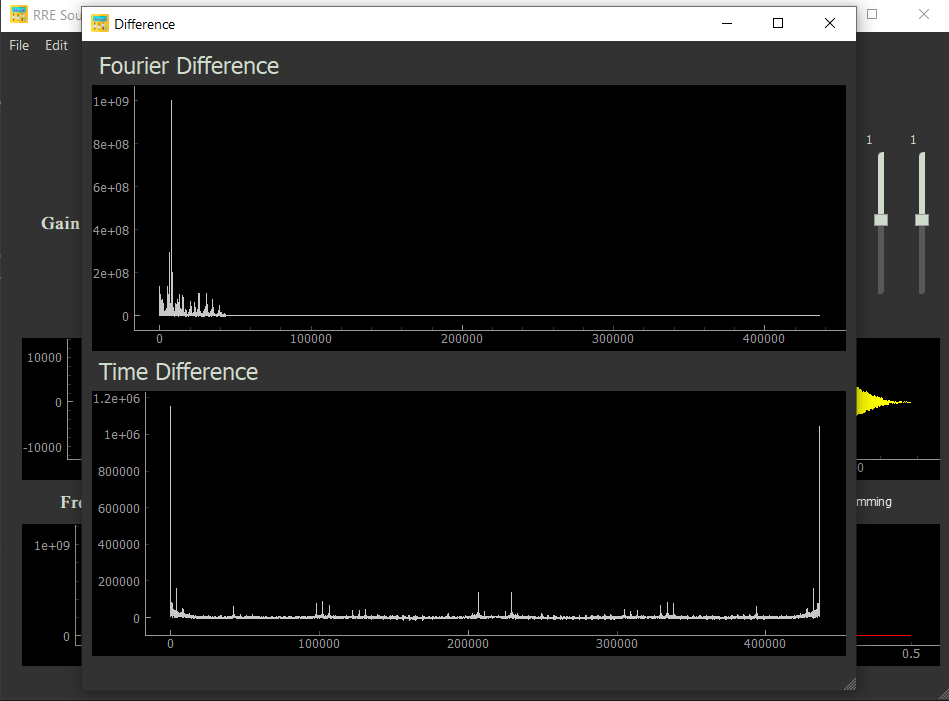 RRE Sou
Difference
File Edit
Fourier Difference
1e+09
8e+08
6e+08
4e+08
2e+08
0
0 100000 200000 300000 400000
1 1
Gain
Time Difference
1.2e+06
1e+06
800000
600000
400000
200000
0
0 100000 200000 300000 400000
10000
0
-10000
0
Fre
mming
1e+09
0
0.5